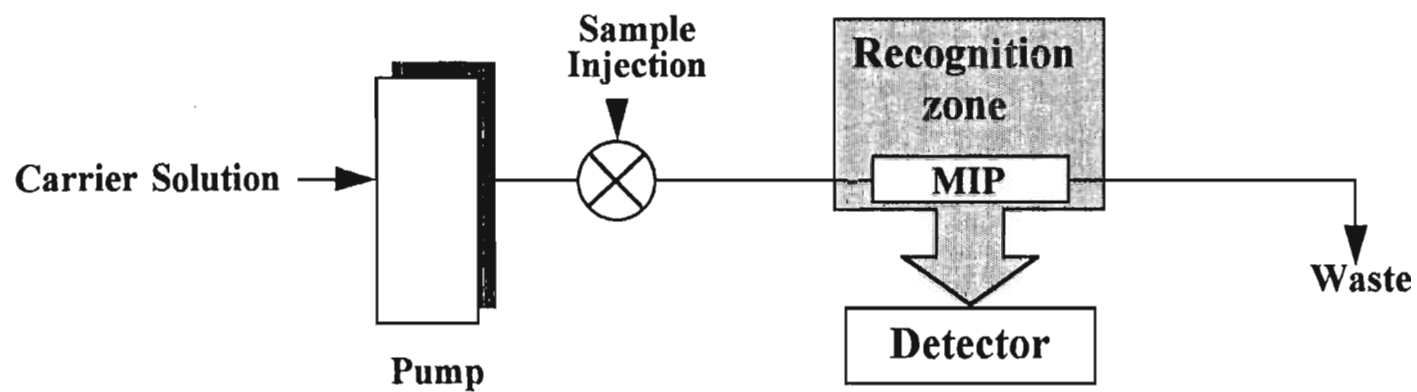 Sample
Injection
Recognition
zone
Carrier Solution
MIP
Waste
Detector
Pump